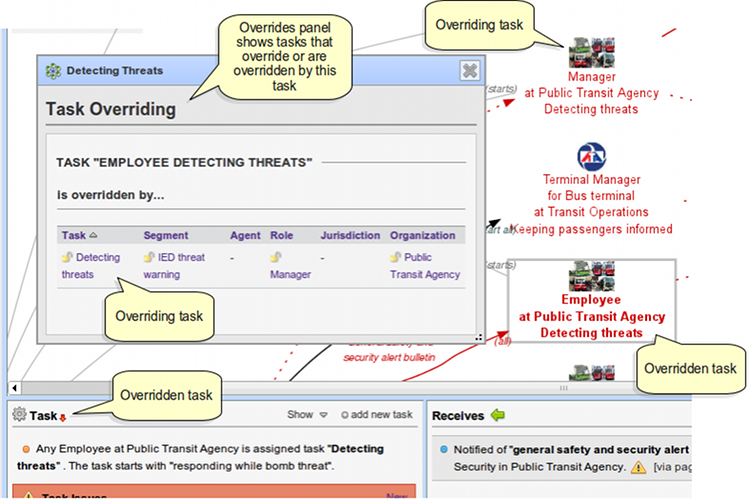 Overrides panel
shows tasks that
override or are
overridden by this
task
Overriding task
Detecting Threats
Task Overriding
TASK "EMPLOYEE DETECTING THREATS"
is overridden by...
Task Segment Agent Role Jurisdiction Organization
Detecting IED threat - - Public
threats warning Manager Transit Agency
Overriding task
(starts)
Manager
at Public Transit Agency
Detecting threats
Terminal Manager
for Bus terminal
at Transit Operations
Keeping passengers informed
(starts)
Employee
at Public Transit Agency
Detecting threats
(all)
security alert bulletin
Overridden task
Overridden task
Task
Show add new task
Any Employee at Public Transit Agency is assigned task "Detecting
threats" . The task starts with "responding while bomb threat".
Task Issues New
Receives
Notified of "general safety and security alert
Security in Public Transit Agency. [via pag